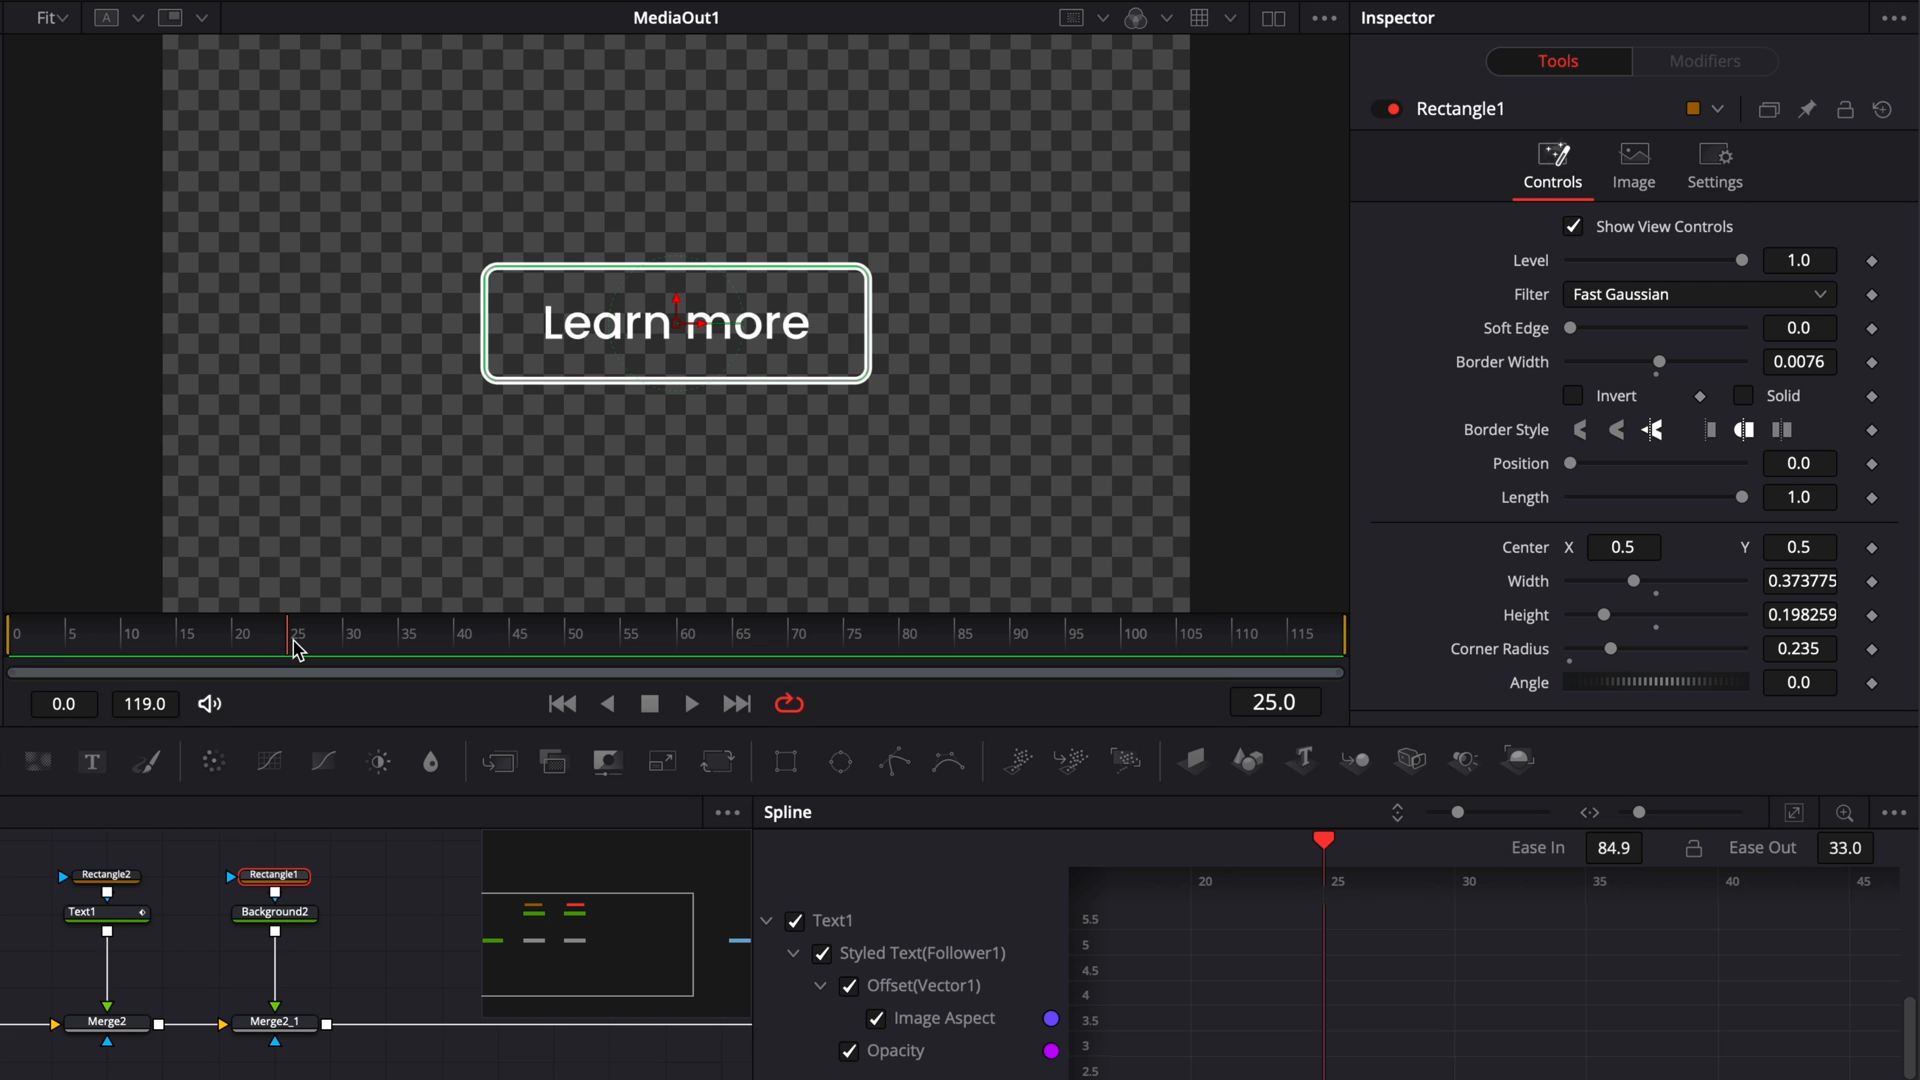 Fit
A
MediaOut1
Inspector
Tools
Modifiers
Rectangle1
Controls
Image
Settings
Show View Controls
Level 1.0
Filter Fast Gaussian
Soft Edge 0.0
Border Width 0.0076
Invert Solid
Border Style
Position 0.0
Length 1.0
Center X 0.5 Y 0.5
Width 0.373775
Height 0.198259
Corner Radius 0.235
Angle 0.0
Learn more
0 5 10 15 20 25 30 35 40 45 50 55 60 65 70 75 80 85 90 95 100 105 110 115
0.0 119.0 25.0
T
Spline
Ease In 84.9 Ease Out 33.0
20 25 30 35 40 45
Rectangle2
Rectangle1
Text1
Background2
Merge2
Merge2_1
Text1
Styled Text(Follower1)
Offset(Vector1)
Image Aspect
Opacity
5.5
5
4.5
4
3.5
3
2.5